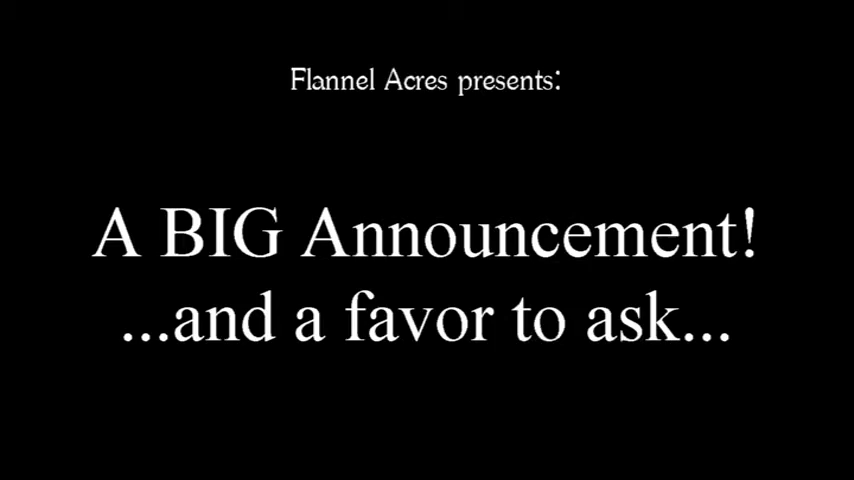 Flannel Acres presents:
A BIG Announcement!
...and a favor to ask...